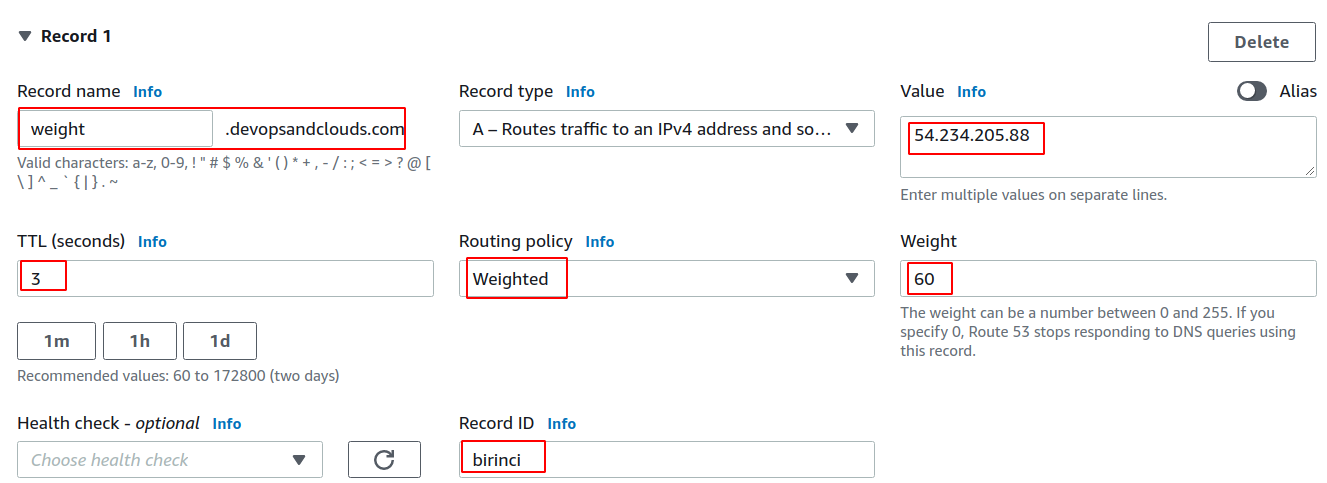 Record 1
Delete
Record name Info
weight .devopsandclouds.com
Valid characters: a-z, 0-9, ! " # $ % & ' ( ) * + , - / : ; < = > ? @ [
\ ] ^ _ ` { | } . ~
Record type Info
A – Routes traffic to an IPv4 address and so...
Value Info
Alias
54.234.205.88
Enter multiple values on separate lines.
TTL (seconds) Info
3
1m 1h 1d
Recommended values: 60 to 172800 (two days)
Routing policy Info
Weighted
Weight
60
The weight can be a number between 0 and 255. If you
specify 0, Route 53 stops responding to DNS queries using
this record.
Health check - optional Info
Choose health check
Record ID Info
birinci